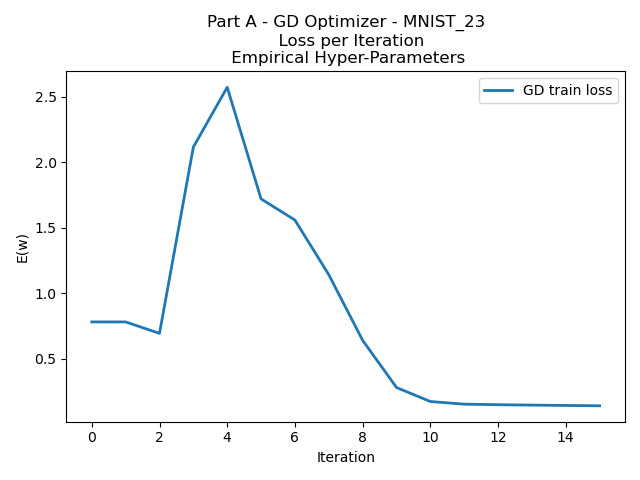 Part A - GD Optimizer - MNIST_23
Loss per Iteration
Empirical Hyper-Parameters
GD train loss
2.5
2.0
1.5
1.0
0.5
E(w)
0 2 4 6 8 10 12 14
Iteration